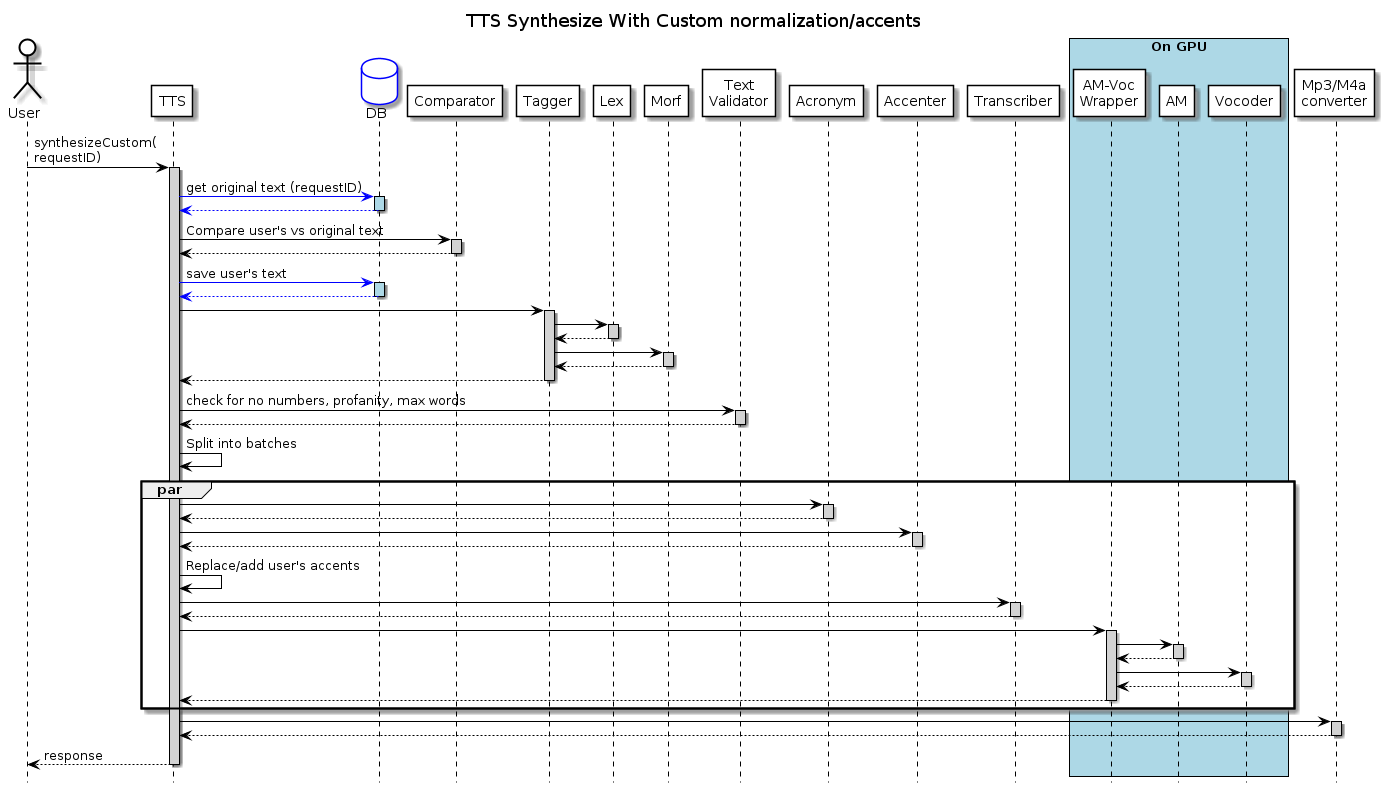 TTS Synthesize With Custom normalization/accents
On GPU
User
TTS
DB
Comparator
Tagger
Lex
Morf
Text
Validator
Acronym
Accenter
Transcriber
AM-Voc
Wrapper
AM
Vocoder
Mp3/M4a
converter
synthesizeCustom(
requestID)
get original text (requestID)
Compare user's vs original text
save user's text
check for no numbers, profanity, max words
Split into batches
par
Replace/add user's accents
response